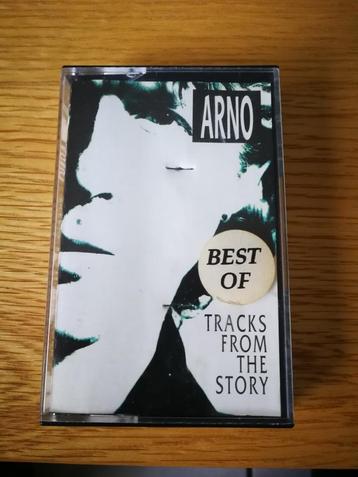 ARNO
BEST
OF
TRACKS
FROM
THE
STORY